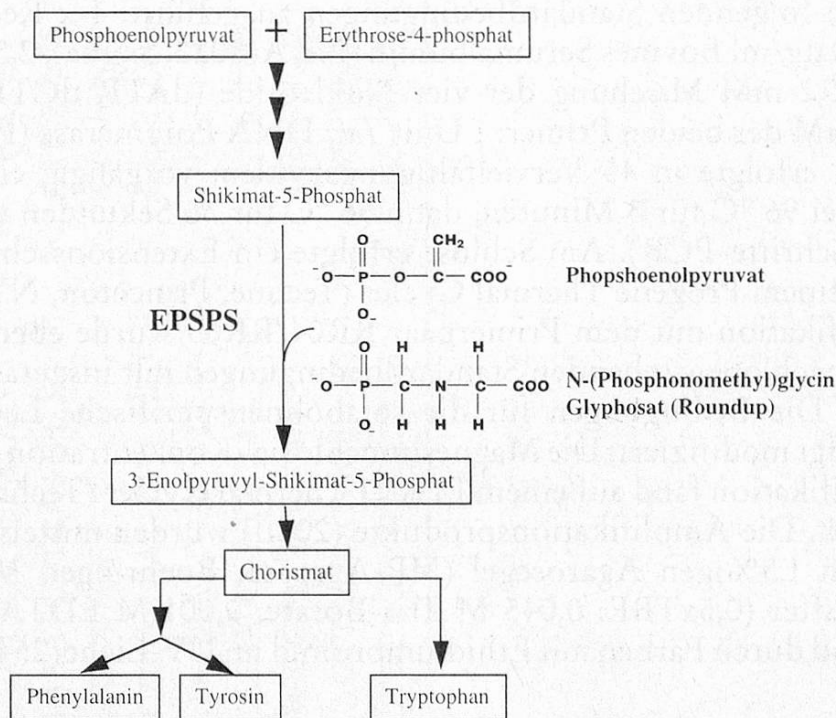 Phosphoenolpyruvat + Erythrose-4-phosphat
Shikimat-5-Phosphat
EPSPS
O CH₂
⁻O—P—O—C—COO⁻
O₋
Phopshoenolpyruvat
O H H H
⁻O—P—C—N—C—COO
O₋ H H H
N-(Phosphonomethyl)glycin
Glyphosat (Roundup)
3-Enolpyruvyl-Shikimat-5-Phosphat
Chorismat
Phenylalanin Tyrosin Tryptophan